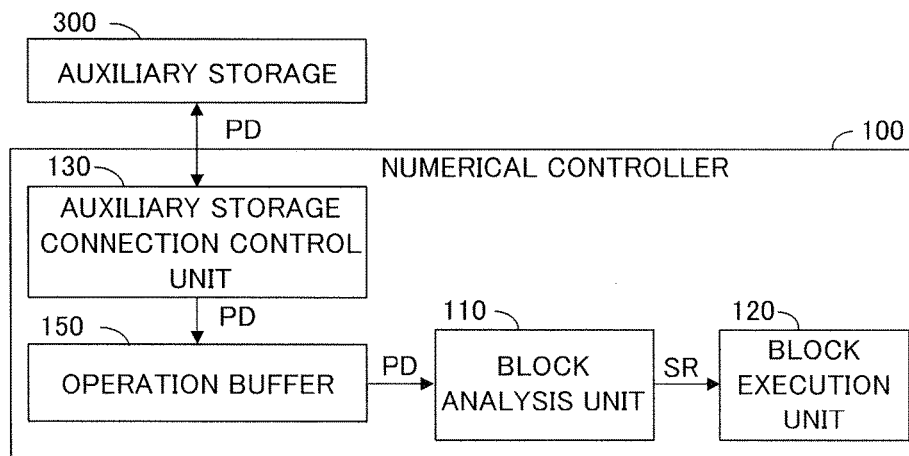 300
AUXILIARY STORAGE
PD
100
NUMERICAL CONTROLLER
130
AUXILIARY STORAGE
CONNECTION CONTROL
UNIT
PD
150
OPERATION BUFFER
PD
110
BLOCK
ANALYSIS UNIT
SR
120
BLOCK
EXECUTION
UNIT